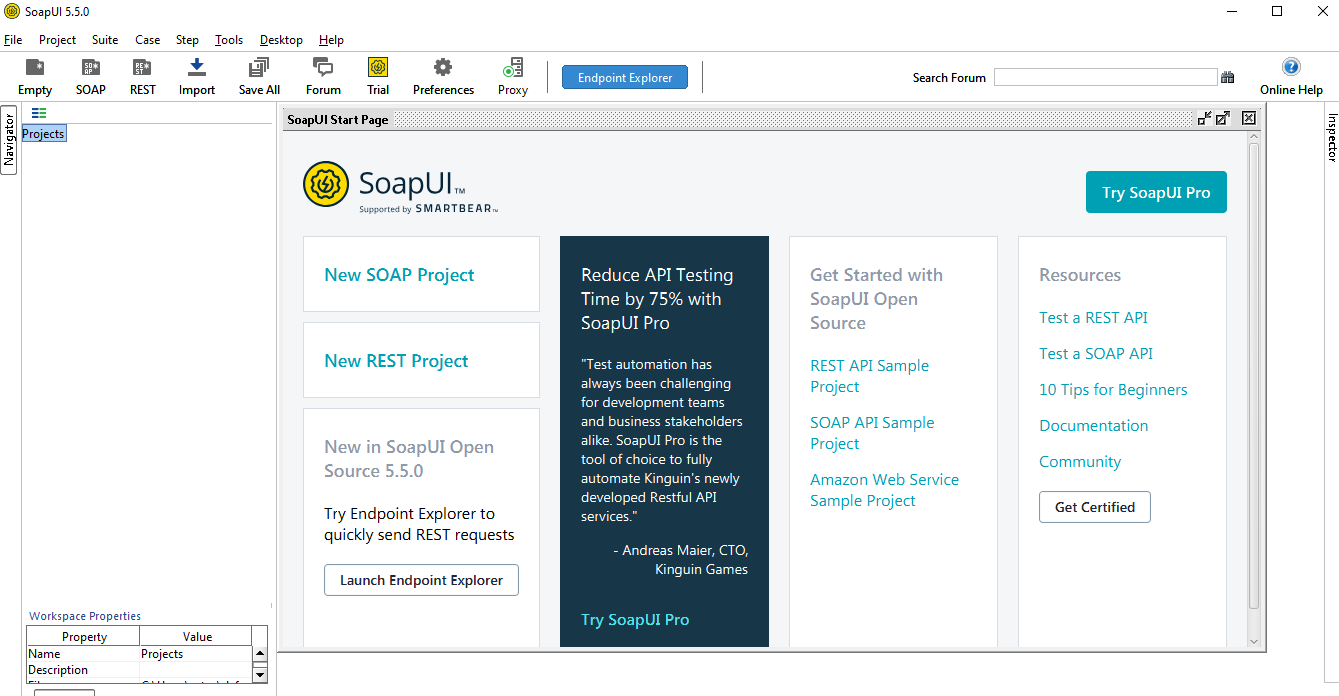 SoapUI 5.5.0
File Project Suite Case Step Tools Desktop Help
Empty SOAP REST Import Save All Forum Trial Preferences Proxy
Endpoint Explorer
Search Forum
Online Help
Navigator
Projects
Inspector
SoapUI Start Page
SoapUI™
Supported by SMARTBEAR™
Try SoapUI Pro
New SOAP Project
New REST Project
New in SoapUI Open
Source 5.5.0
Try Endpoint Explorer to
quickly send REST requests
Launch Endpoint Explorer
Reduce API Testing
Time by 75% with
SoapUI Pro
"Test automation has
always been challenging
for development teams
and business stakeholders
alike. SoapUI Pro is the
tool of choice to fully
automate Kinguin's newly
developed Restful API
services."
- Andreas Maier, CTO,
Kinguin Games
Try SoapUI Pro
Get Started with
SoapUI Open
Source
REST API Sample
Project
SOAP API Sample
Project
Amazon Web Service
Sample Project
Resources
Test a REST API
Test a SOAP API
10 Tips for Beginners
Documentation
Community
Get Certified
Workspace Properties
Property Value
Name Projects
Description